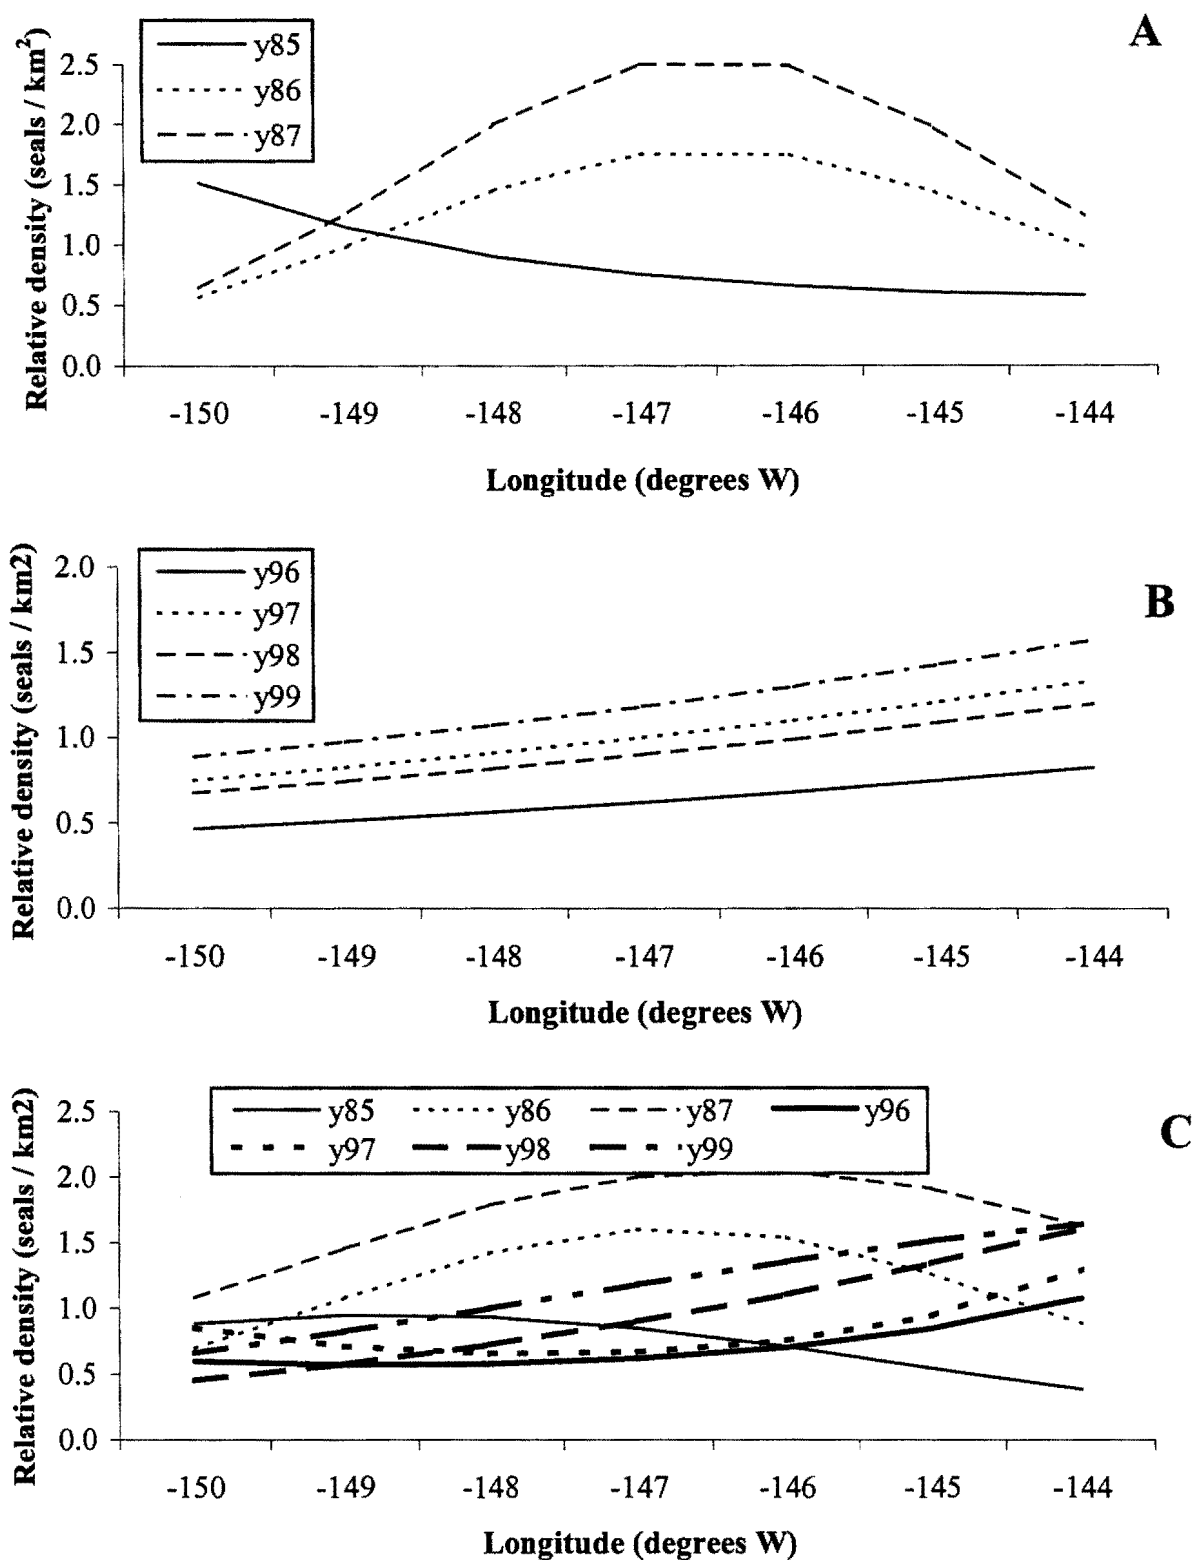 A
y85
y86
y87
Relative density (seals / km²)
2.5
2.0
1.5
1.0
0.5
0.0
-150 -149 -148 -147 -146 -145 -144
Longitude (degrees W)
B
y96
y97
y98
y99
Relative density (seals / km2)
2.0
1.5
1.0
0.5
0.0
-150 -149 -148 -147 -146 -145 -144
Longitude (degrees W)
C
y85 y86 y87 y96
y97 y98 y99
Relative density (seals / km2)
2.5
2.0
1.5
1.0
0.5
0.0
-150 -149 -148 -147 -146 -145 -144
Longitude (degrees W)